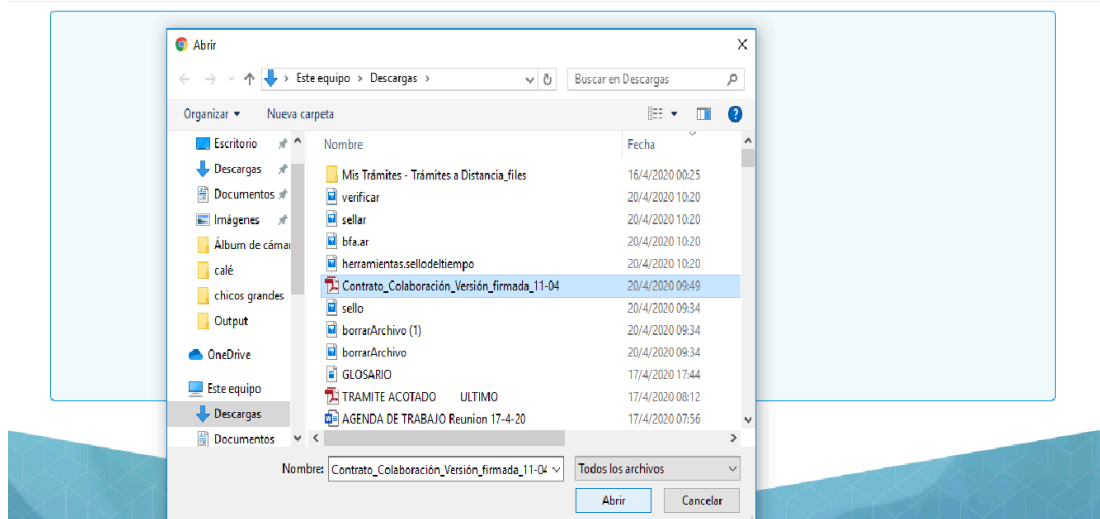 Abrir
Este equipo > Descargas >
Buscar en Descargas
Organizar
Nueva carpeta
Nombre
Fecha
Escritorio
Descargas
Documentos
Imágenes
Álbum de cámar
calé
chicos grandes
Output
OneDrive
Este equipo
Descargas
Documentos
Mis Trámites - Trámites a Distancia_files 16/4/2020 00:25
verificar 20/4/2020 10:20
sellar 20/4/2020 10:20
bfa.ar 20/4/2020 10:20
herramientas.sellodeltiempo 20/4/2020 10:20
Contrato_Colaboración_Versión_firmada_11-04 20/4/2020 09:49
sello 20/4/2020 09:34
borrarArchivo (1) 20/4/2020 09:34
borrarArchivo 20/4/2020 09:34
GLOSARIO 17/4/2020 17:44
TRAMITE ACOTADO ULTIMO 17/4/2020 08:12
AGENDA DE TRABAJO Reunion 17-4-20 17/4/2020 07:56
Nombre: Contrato_Colaboración_Versión_firmada_11-04
Todos los archivos
Abrir
Cancelar